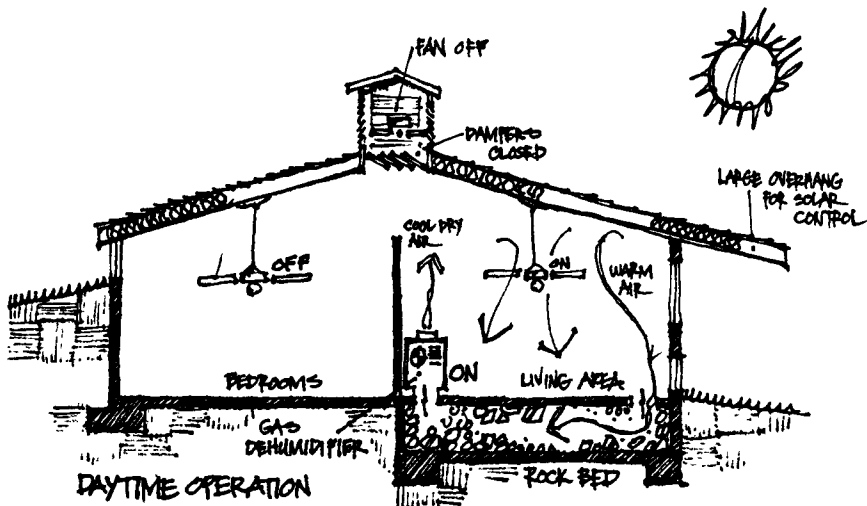 FAN OFF
DAMPERS
CLOSED
LARGE OVERHANG
FOR SOLAR
CONTROL
COOL DRY
AIR
OFF
ON
WARM
AIR
BEDROOMS
ON
LIVING AREA
GAS
DEHUMIDIFIER
ROCK BED
DAYTIME OPERATION